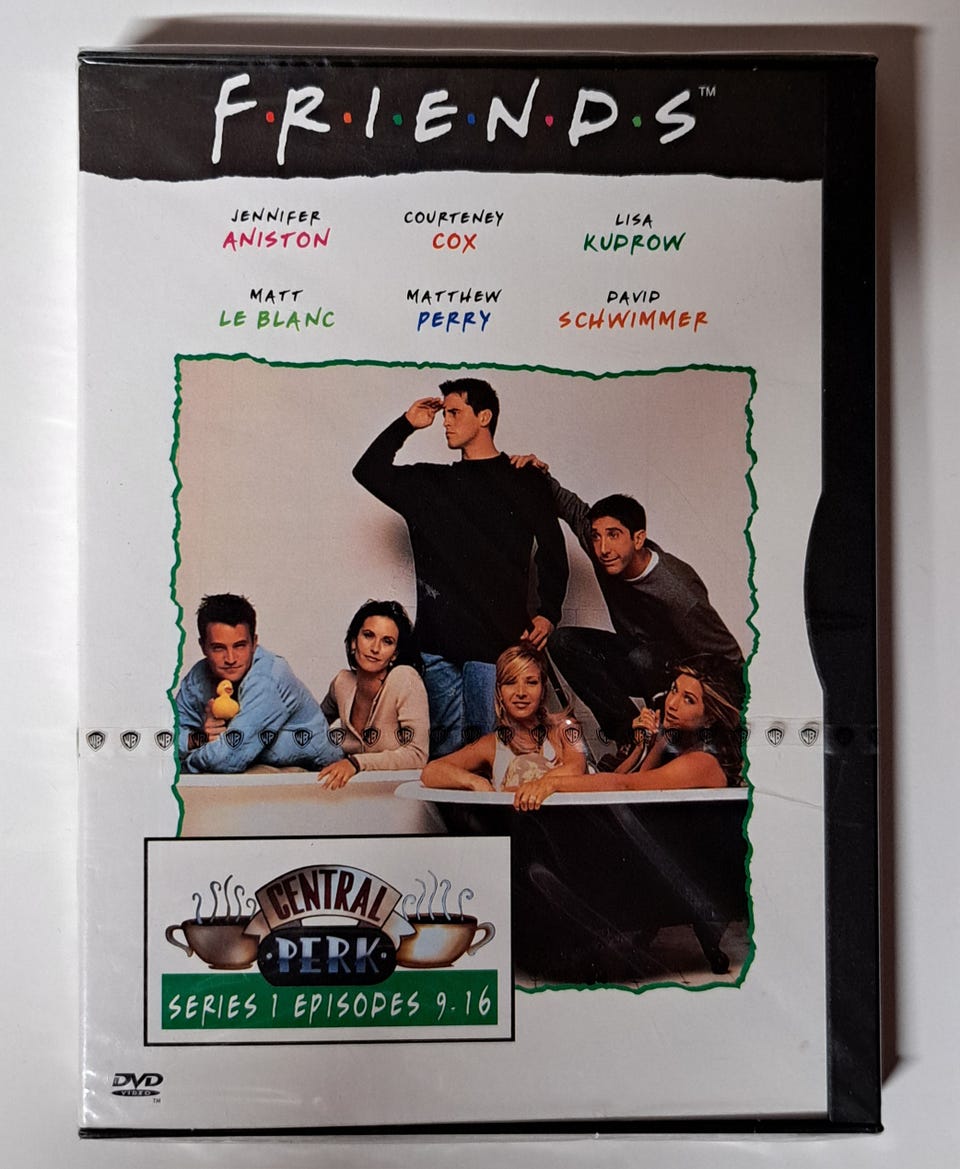 F·R·I·E·N·D·S™
JENNIFER ANISTON
COURTENEY COX
LISA KUDROW
MATT LE BLANC
MATTHEW PERRY
DAVID SCHWIMMER
CENTRAL
·PERK·
SERIES 1 EPISODES 9-16
DVD
VIDEO
TM